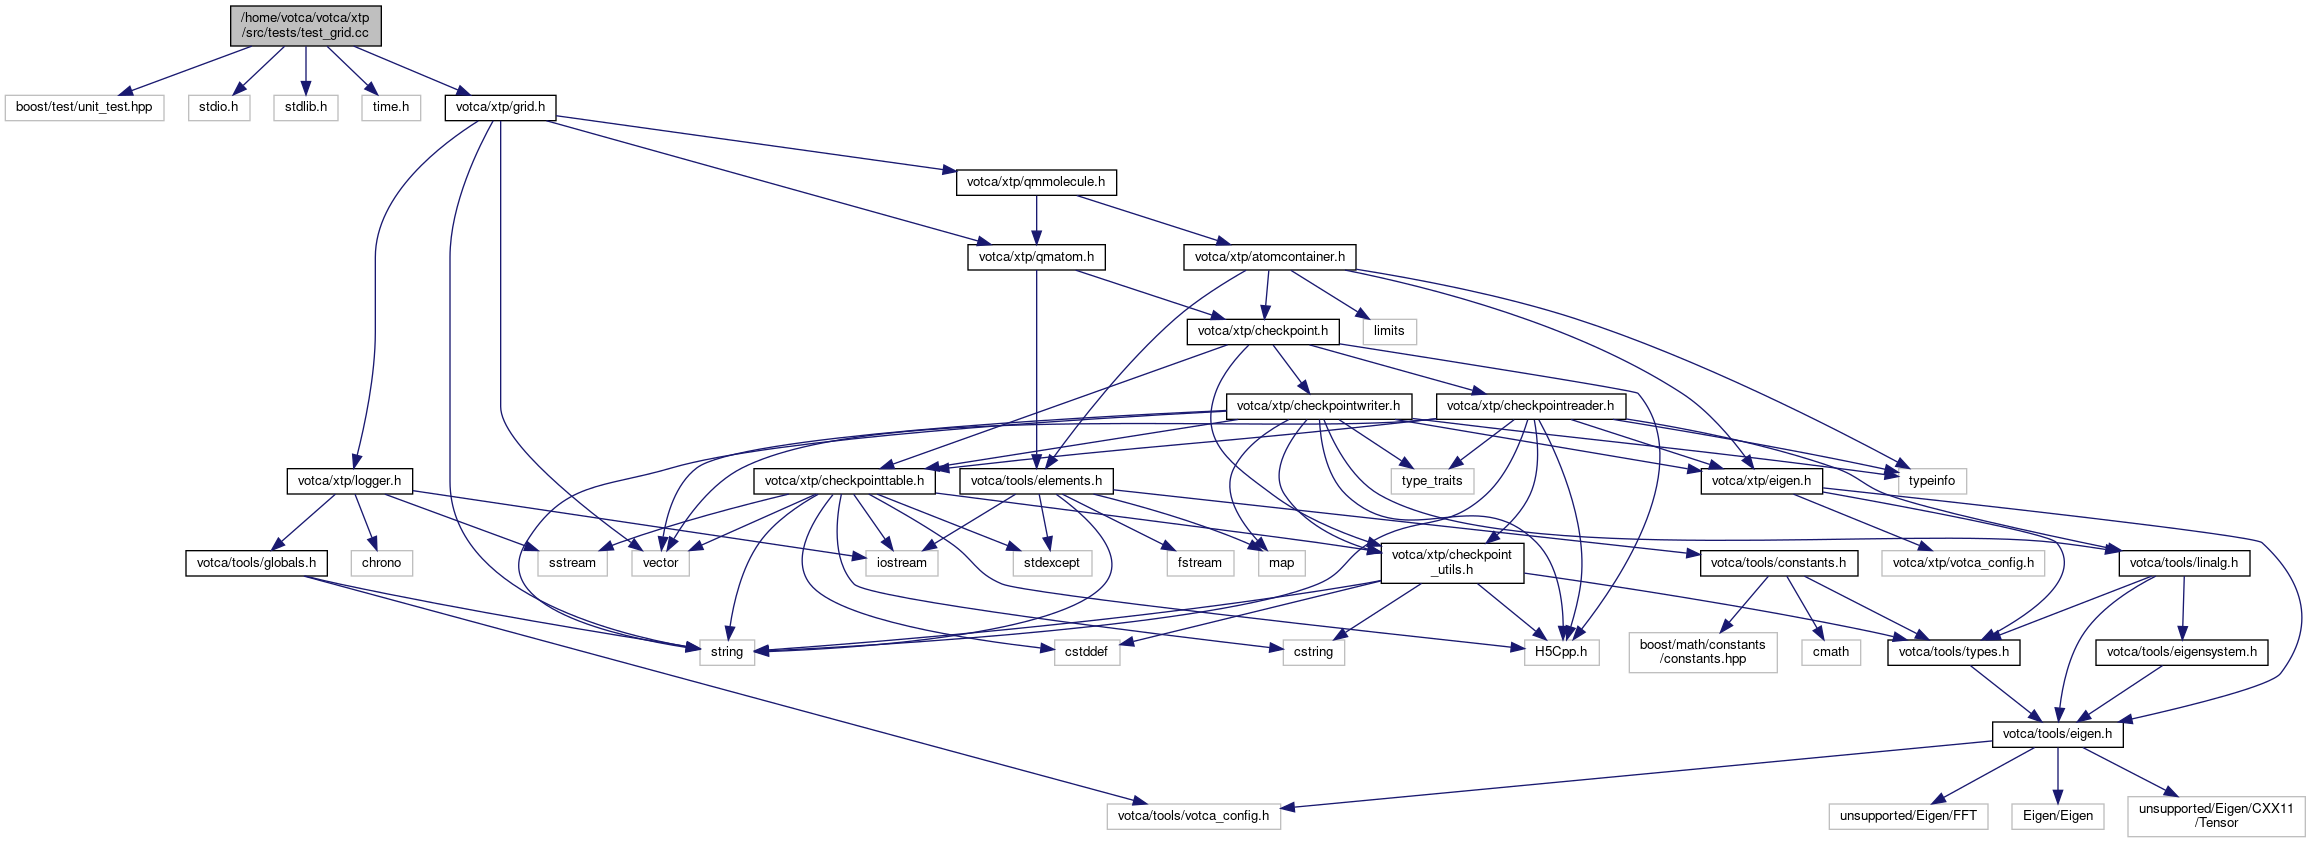 /home/votca/votca/xtp
/src/tests/test_grid.cc
boost/test/unit_test.hpp
stdio.h
stdlib.h
time.h
votca/xtp/grid.h
votca/xtp/qmmolecule.h
votca/xtp/qmatom.h
votca/xtp/atomcontainer.h
votca/xtp/checkpoint.h
limits
votca/xtp/checkpointwriter.h
votca/xtp/checkpointreader.h
votca/xtp/logger.h
votca/xtp/checkpointtable.h
votca/tools/elements.h
type_traits
votca/xtp/eigen.h
typeinfo
votca/tools/globals.h
chrono
sstream
vector
iostream
stdexcept
fstream
map
votca/xtp/checkpoint
_utils.h
votca/tools/constants.h
votca/xtp/votca_config.h
votca/tools/linalg.h
string
cstddef
cstring
H5Cpp.h
boost/math/constants
/constants.hpp
cmath
votca/tools/types.h
votca/tools/eigensystem.h
votca/tools/eigen.h
votca/tools/votca_config.h
unsupported/Eigen/FFT
Eigen/Eigen
unsupported/Eigen/CXX11
/Tensor